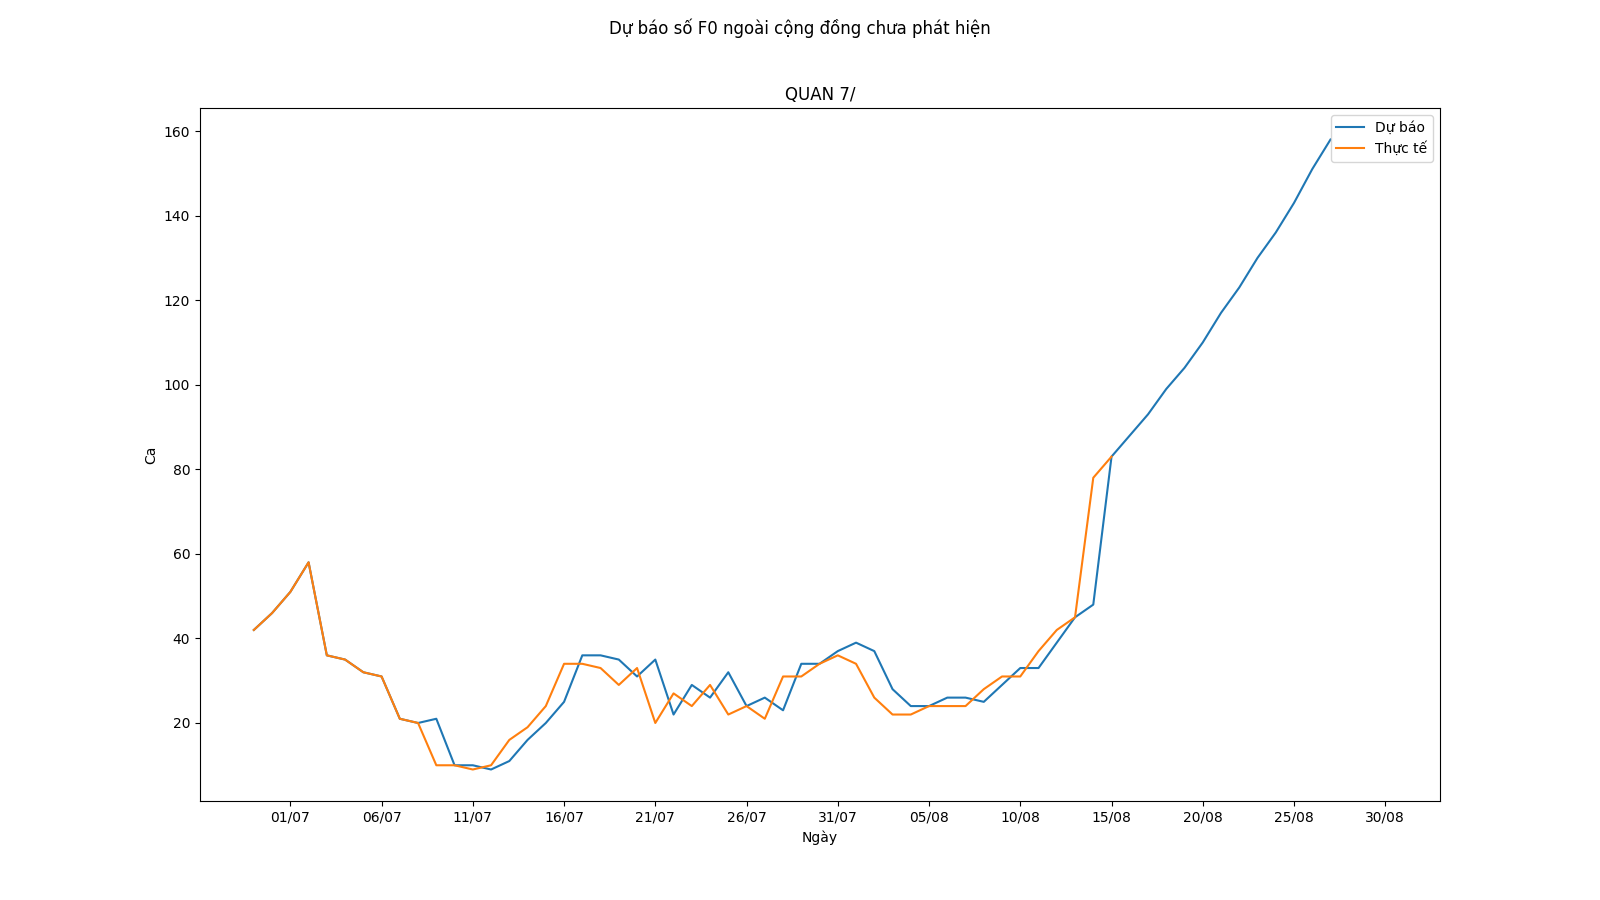 Dự báo số F0 ngoài cộng đồng chưa phát hiện
QUAN 7/
Dự báo
Thực tế
160
140
120
100
80
60
40
20
Ca
01/07 06/07 11/07 16/07 21/07 26/07 31/07 05/08 10/08 15/08 20/08 25/08 30/08
Ngày